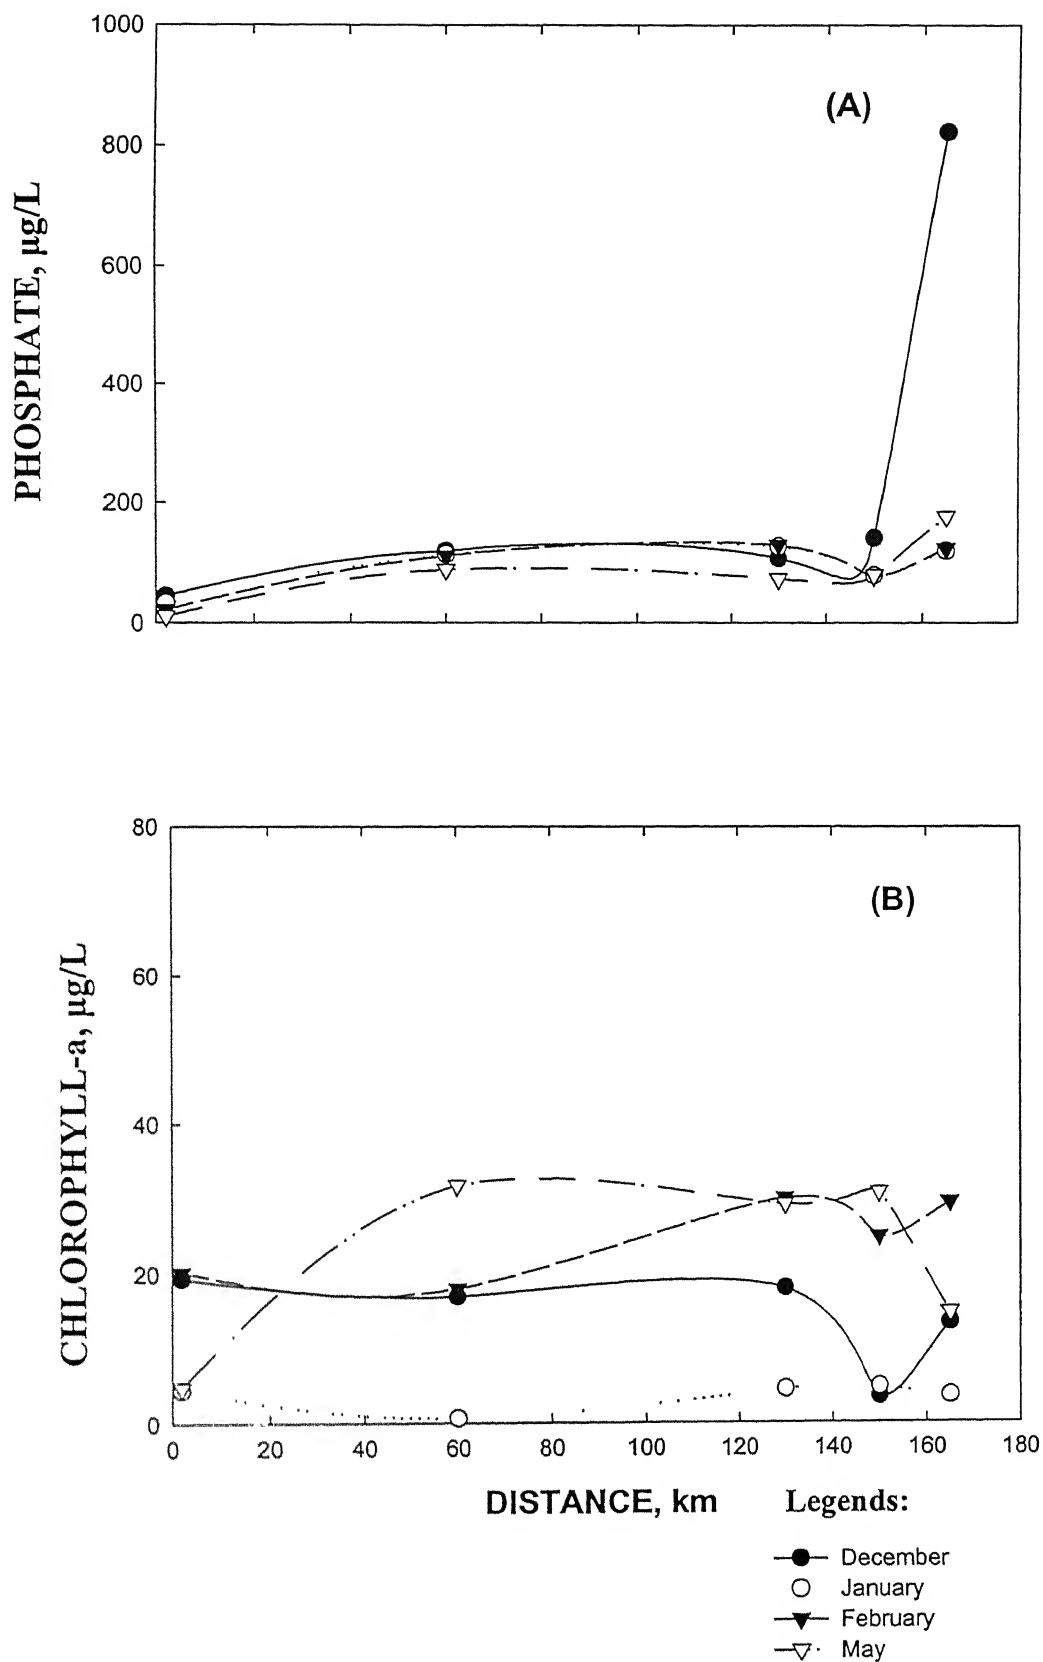 1000
(A)
800
600
400
200
0
PHOSPHATE, µg/L
80
(B)
60
40
20
0
CHLOROPHYLL-a, µg/L
0 20 40 60 80 100 120 140 160 180
DISTANCE, km
Legends:
December
January
February
May